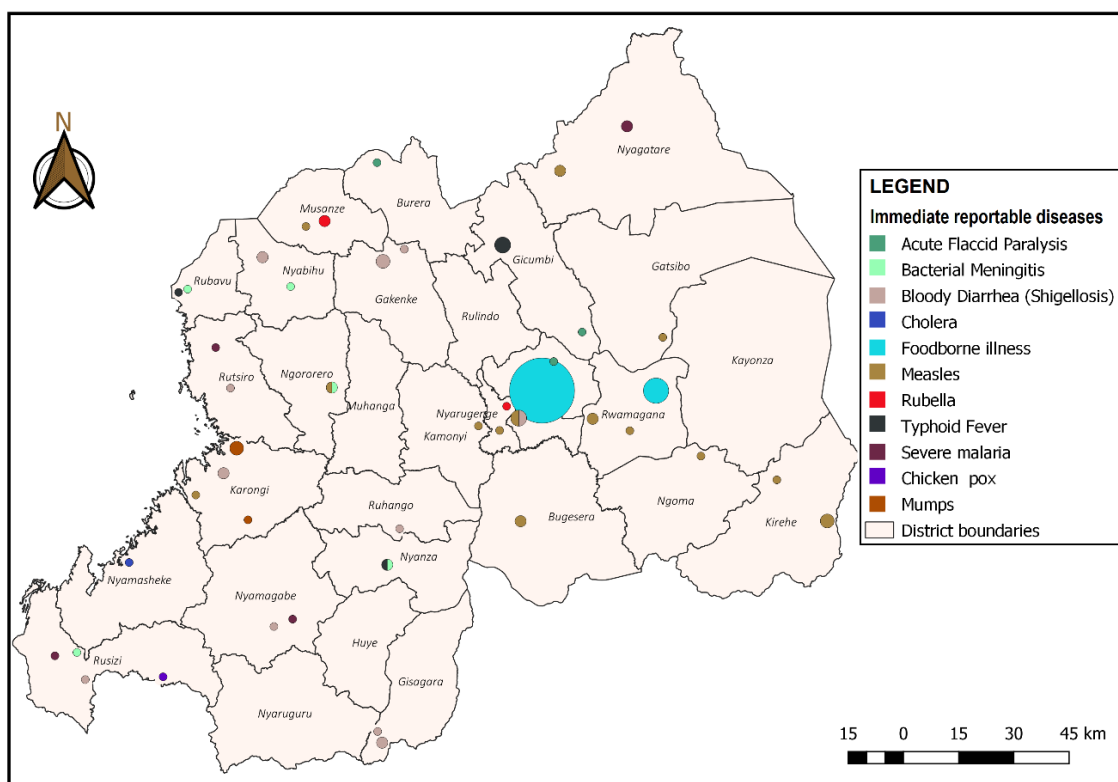 N
Nyagatare
Burera
Musanze
Gicumbi
Gatsibo
Rubavu
Nyabihu
Gakenke
Rulindo
Kayonza
Rutsiro
Ngororero
Muhanga
Nyarugenge
Kamonyi
Rwamagana
Karongi
Ruhango
Bugesera
Ngoma
Kirehe
Nyanza
Nyamasheke
Nyamagabe
Huye
Rusizi
Gisagara
Nyaruguru
LEGEND
Immediate reportable diseases
Acute Flaccid Paralysis
Bacterial Meningitis
Bloody Diarrhea (Shigellosis)
Cholera
Foodborne illness
Measles
Rubella
Typhoid Fever
Severe malaria
Chicken pox
Mumps
District boundaries
15 0 15 30 45 km